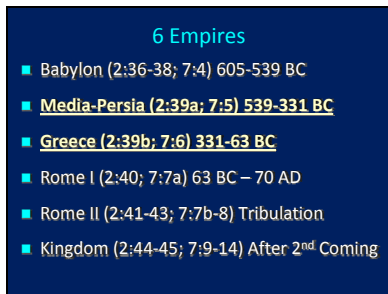 6 Empires
Babylon (2:36-38; 7:4) 605-539 BC
Media-Persia (2:39a; 7:5) 539-331 BC
Greece (2:39b; 7:6) 331-63 BC
Rome I (2:40; 7:7a) 63 BC – 70 AD
Rome II (2:41-43; 7:7b-8) Tribulation
Kingdom (2:44-45; 7:9-14) After 2nd Coming